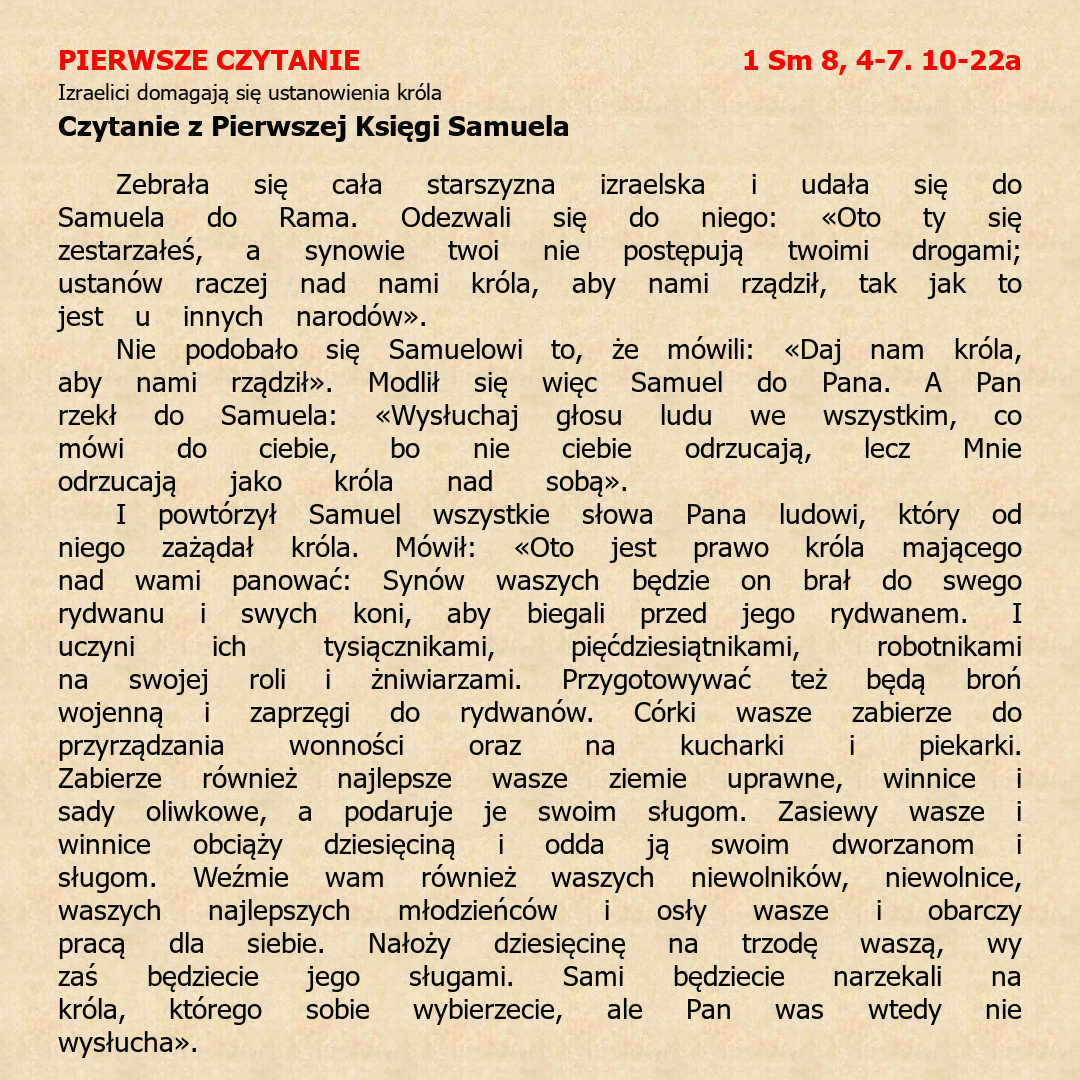 PIERWSZE CZYTANIE 1 Sm 8, 4-7. 10-22a
Izraelici domagają się ustanowienia króla
Czytanie z Pierwszej Księgi Samuela
Zebrała się cała starszyzna izraelska i udała się do
Samuela do Rama. Odezwali się do niego: «Oto ty się
zestarzałeś, a synowie twoi nie postępują twoimi drogami;
ustanów raczej nad nami króla, aby nami rządził, tak jak to
jest u innych narodów».
Nie podobało się Samuelowi to, że mówili: «Daj nam króla,
aby nami rządził». Modlił się więc Samuel do Pana. A Pan
rzekł do Samuela: «Wysłuchaj głosu ludu we wszystkim, co
mówi do ciebie, bo nie ciebie odrzucają, lecz Mnie
odrzucają jako króla nad sobą».
I powtórzył Samuel wszystkie słowa Pana ludowi, który od
niego zażądał króla. Mówił: «Oto jest prawo króla mającego
nad wami panować: Synów waszych będzie on brał do swego
rydwanu i swych koni, aby biegali przed jego rydwanem. I
uczyni ich tysiącznikami, pięćdziesiątnikami, robotnikami
na swojej roli i żniwiarzami. Przygotowywać też będą broń
wojenną i zaprzęgi do rydwanów. Córki wasze zabierze do
przyrządzania wonności oraz na kucharki i piekarki.
Zabierze również najlepsze wasze ziemie uprawne, winnice i
sady oliwkowe, a podaruje je swoim sługom. Zasiewy wasze i
winnice obciąży dziesięciną i odda ją swoim dworzanom i
sługom. Weźmie wam również waszych niewolników, niewolnice,
waszych najlepszych młodzieńców i osły wasze i obarczy
pracą dla siebie. Nałoży dziesięcinę na trzodę waszą, wy
zaś będziecie jego sługami. Sami będziecie narzekali na
króla, którego sobie wybierzecie, ale Pan was wtedy nie
wysłucha».